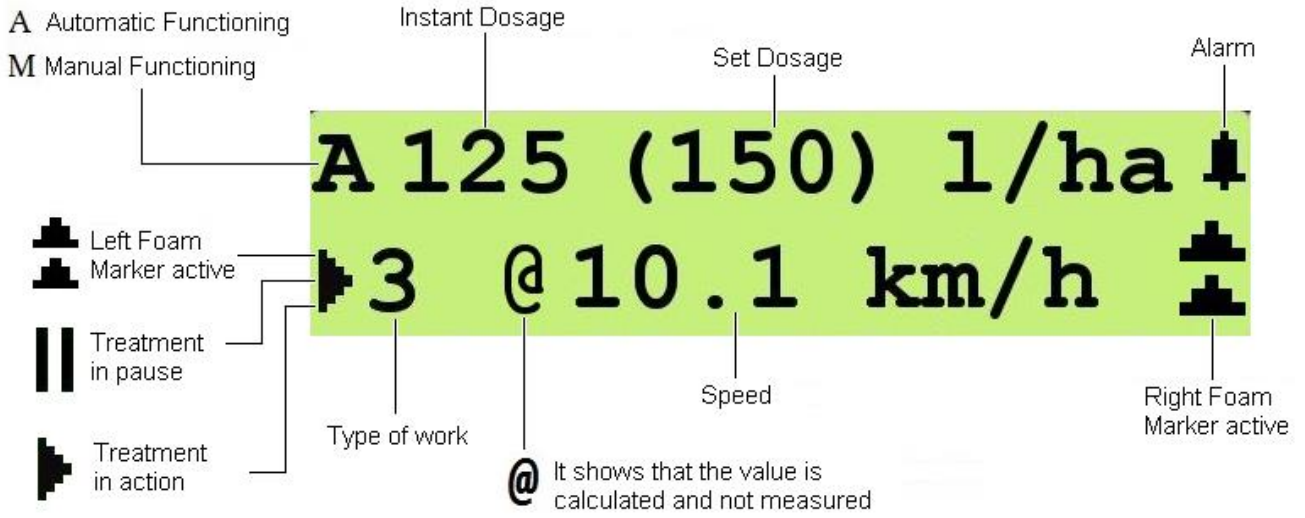 A Automatic Functioning
M Manual Functioning
Instant Dosage
Set Dosage
Alarm
A 125 (150) l/ha
3 @ 10.1 km/h
Left Foam
Marker active
Treatment
in pause
Treatment
in action
Type of work
@ It shows that the value is
calculated and not measured
Speed
Right Foam
Marker active